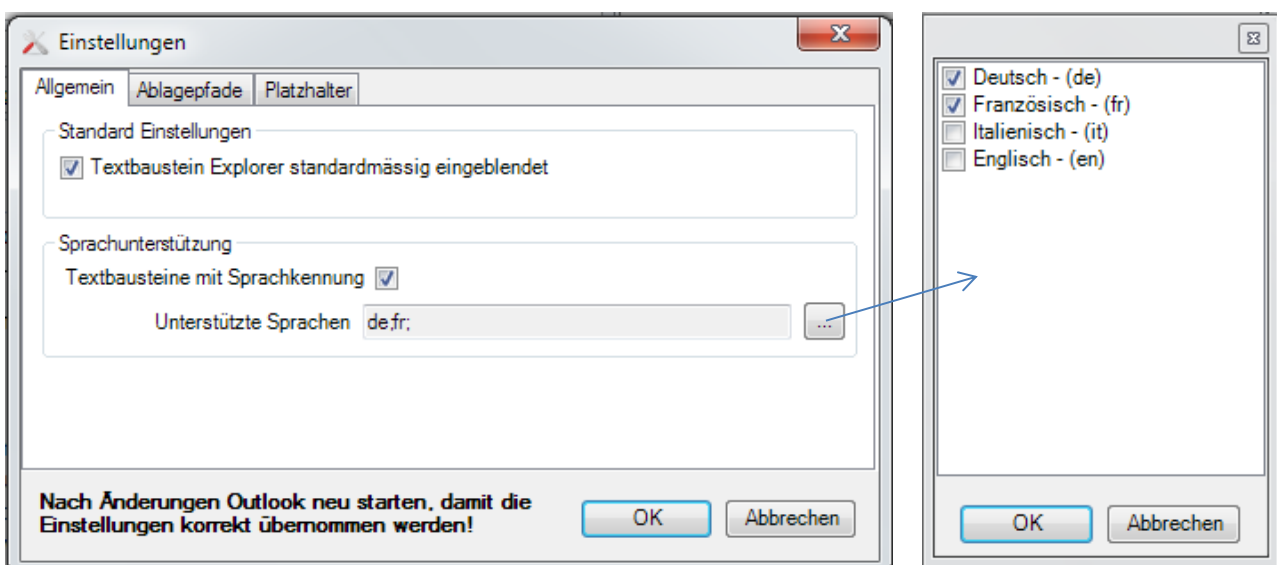 Einstellungen
Allgemein Ablagepfade Platzhalter
Standard Einstellungen
Textbaustein Explorer standardmässig eingeblendet
Sprachunterstützung
Textbausteine mit Sprachkennung
Unterstützte Sprachen de;fr; ...
Nach Änderungen Outlook neu starten, damit die
Einstellungen korrekt übernommen werden!
OK Abbrechen
Deutsch - (de)
Französisch - (fr)
Italienisch - (it)
Englisch - (en)
OK Abbrechen